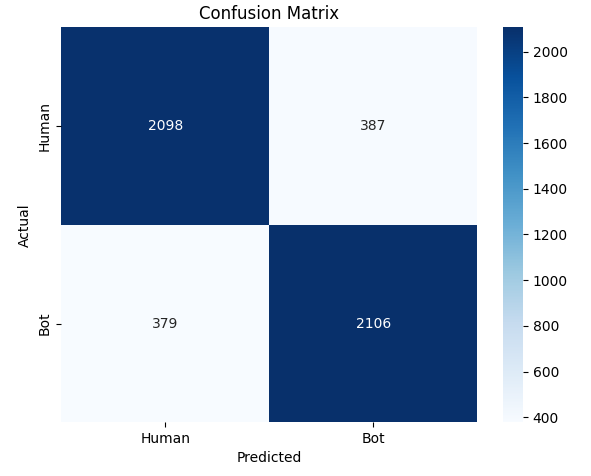 Confusion Matrix
Actual
Human
2098
387
Bot
379
2106
Human
Bot
Predicted
2000
1800
1600
1400
1200
1000
800
600
400